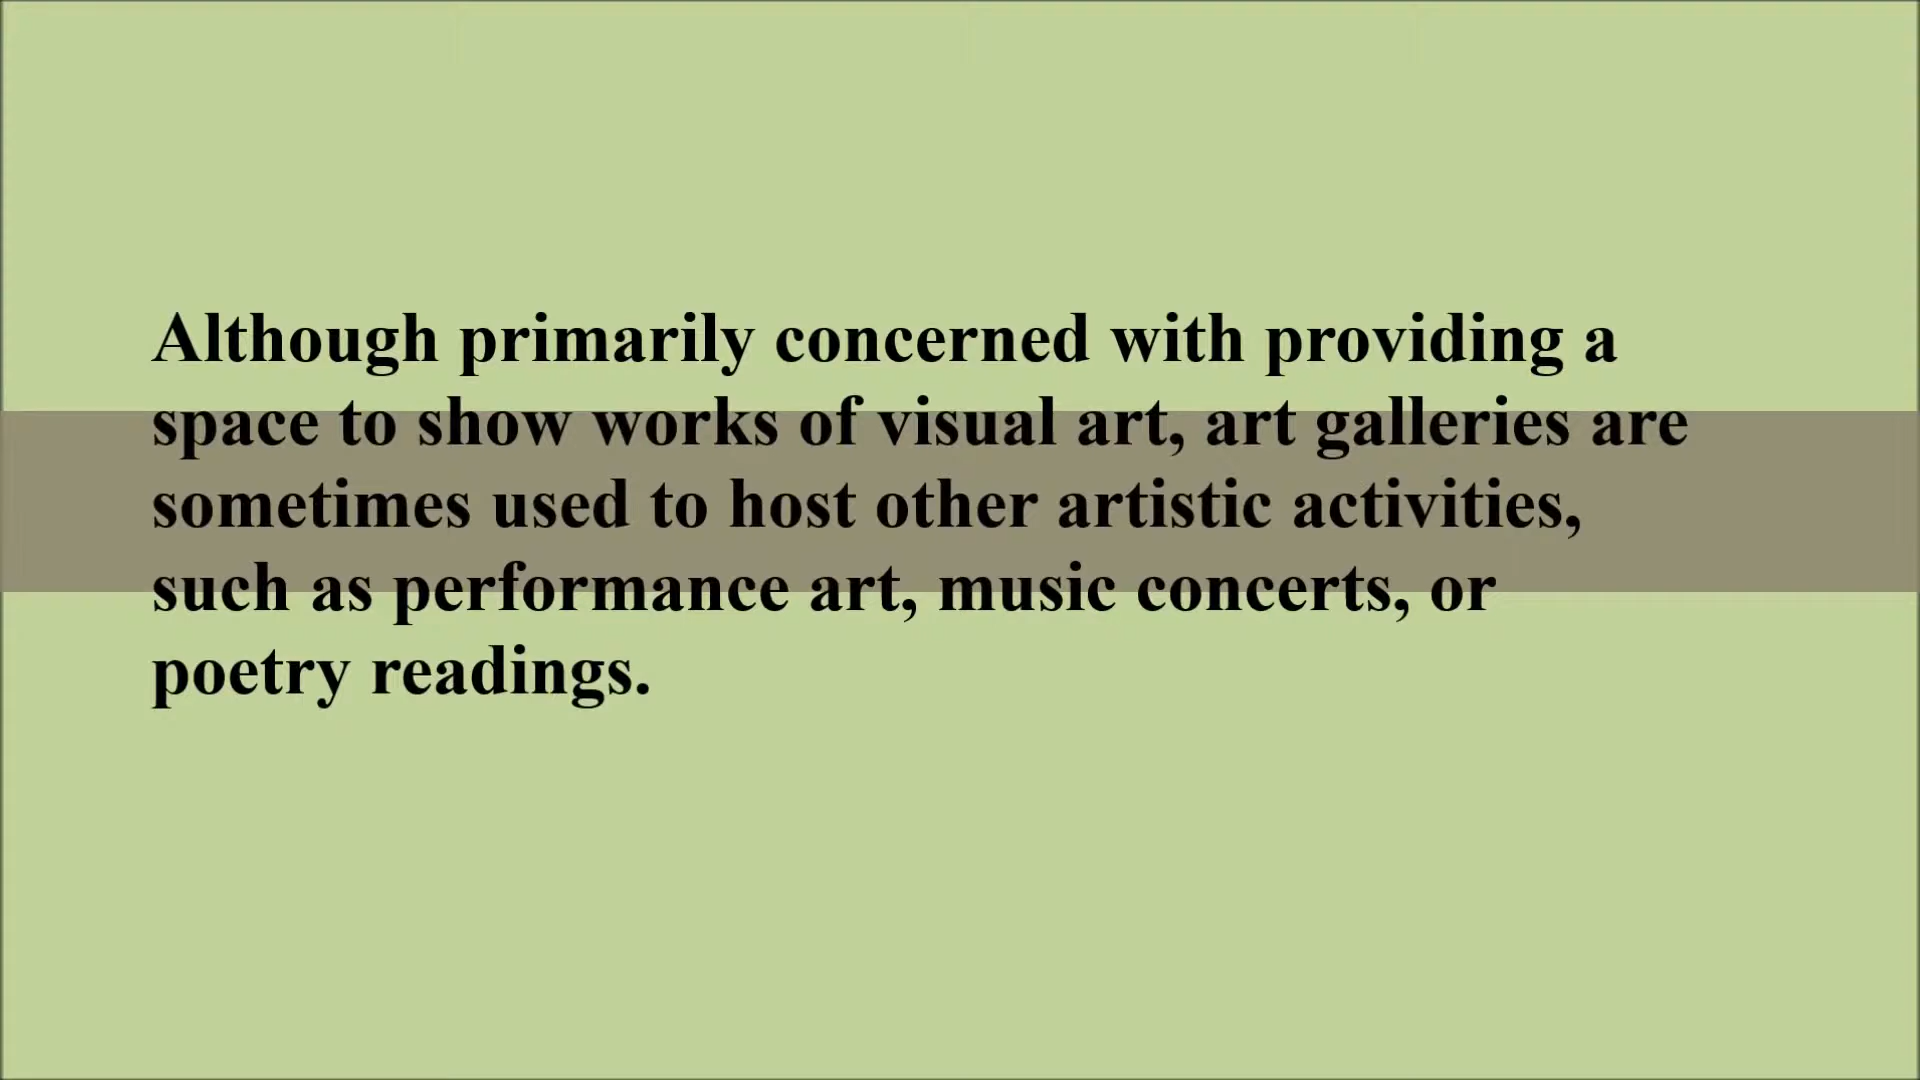 Although primarily concerned with providing a
space to show works of visual art, art galleries are
sometimes used to host other artistic activities,
such as performance art, music concerts, or
poetry readings.